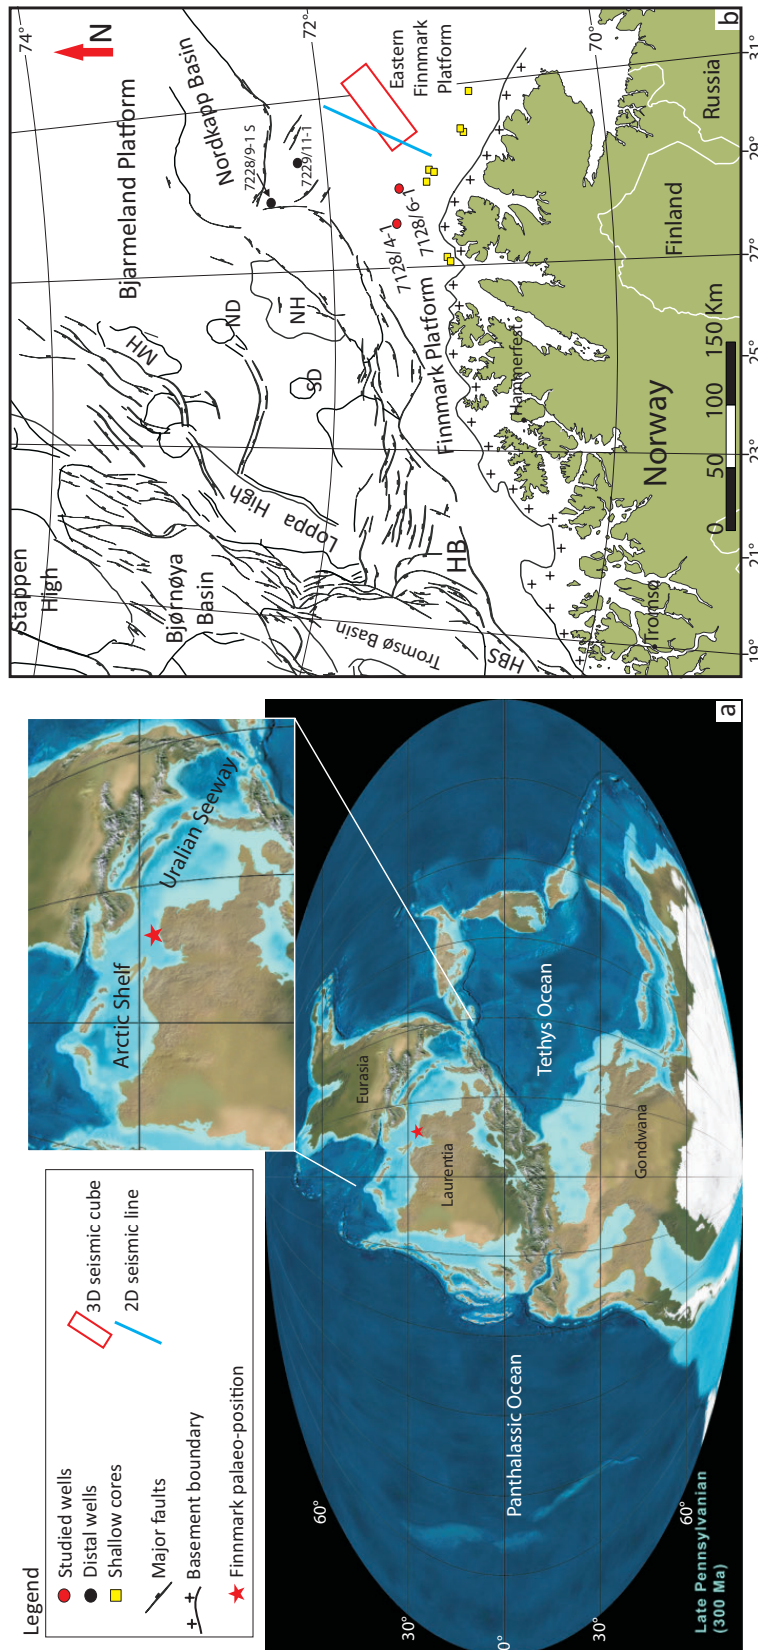 Legend
Studied wells
Distal wells
Shallow cores
Major faults
Basement boundary
Finnmark palaeo-position
3D seismic cube
2D seismic line
Arctic Shelf
Uralian Seeway
60°
30°
0°
30°
60°
Panthalassic Ocean
Eurasia
Laurentia
Tethys Ocean
Gondwana
Late Pennsylvanian
(300 Ma)
a
74°
72°
70°
N
b
Stappen
High
Bjørnøya
Basin
Tromsø Basin
HBS
HB
Loppa
High
MH
ND
SD
NH
Bjarmeland Platform
Nordkapp Basin
7228/9-1 S
7229/11-1
7128/4-1
7128/6-1
Eastern
Finnmark
Platform
Finnmark Platform
Hammerfest
Tromsø
Norway
Finland
Russia
0
50
100
150 Km
19°
21°
23°
25°
27°
29°
31°